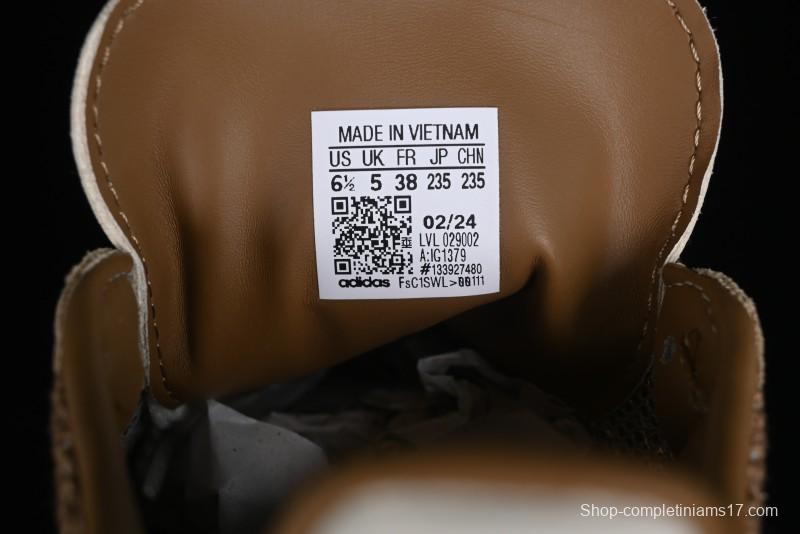 MADE IN VIETNAM
US UK FR JP CHN
6½ 5 38 235 235
02/24
LVL 029002
A:IG1379
#133927480
adidas FsC1SWL>
Shop-completiniams17.com